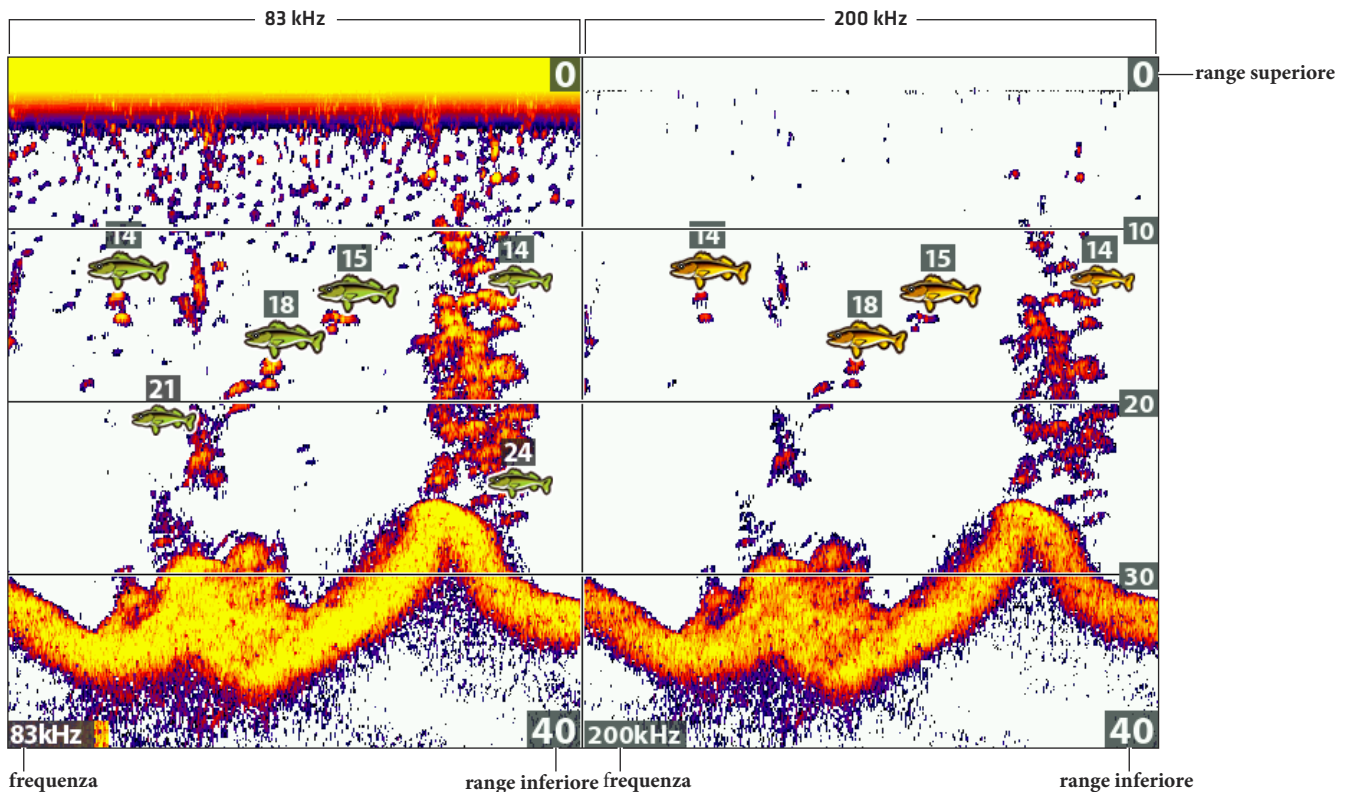 83 kHz
200 kHz
0
0
range superiore
10
14
15
14
18
14
15
14
18
20
21
24
30
83kHz
40
200kHz
40
frequenza
range inferiore
frequenza
range inferiore